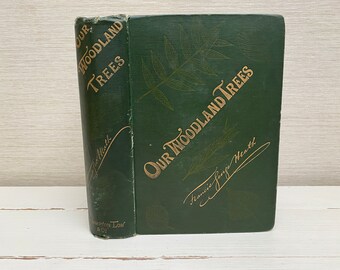 OUR
WOODLAND
TREES
OUR WOODLAND TREES
Francis George Heath